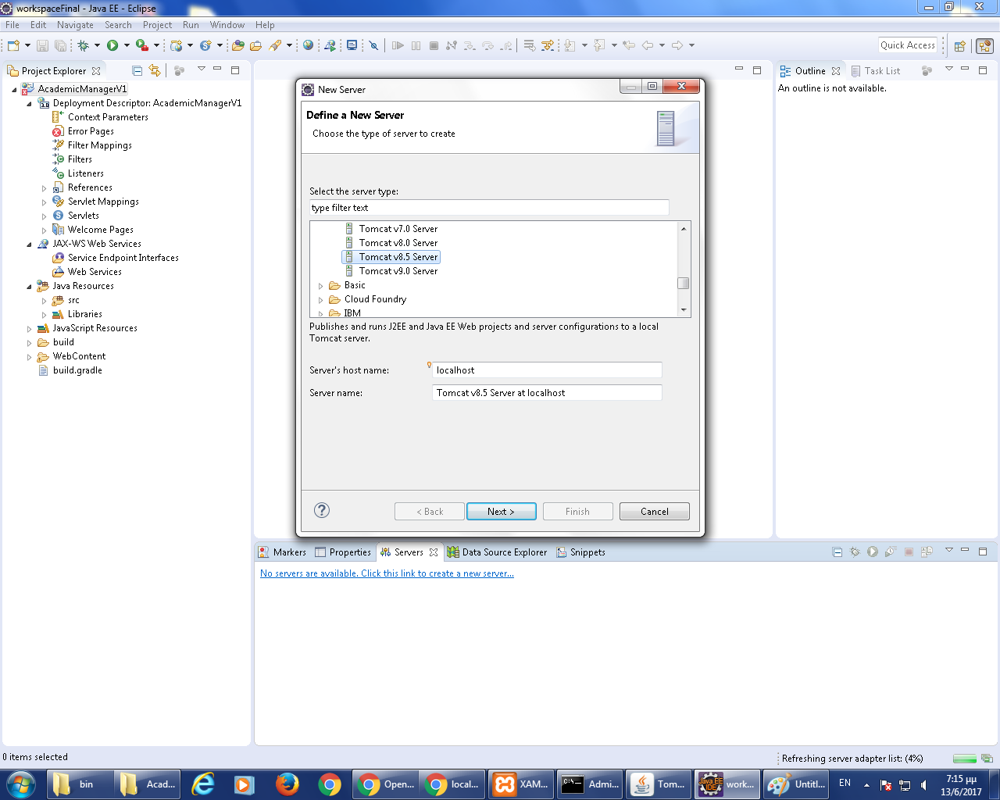 workspaceFinal - Java EE - Eclipse
File Edit Navigate Search Project Run Window Help
Quick Access
Project Explorer
AcademicManagerV1
3.0 Deployment Descriptor: AcademicManagerV1
Context Parameters
Error Pages
Filter Mappings
Filters
Listeners
References
Servlet Mappings
Servlets
Welcome Pages
JAX-WS Web Services
Service Endpoint Interfaces
Web Services
Java Resources
src
Libraries
JavaScript Resources
build
WebContent
build.gradle
New Server
Define a New Server
Choose the type of server to create
Select the server type:
type filter text
Tomcat v7.0 Server
Tomcat v8.0 Server
Tomcat v8.5 Server
Tomcat v9.0 Server
Basic
Cloud Foundry
IBM
Publishes and runs J2EE and Java EE Web projects and server configurations to a local
Tomcat server.
Server's host name: localhost
Server name: Tomcat v8.5 Server at localhost
< Back Next > Finish Cancel
Outline Task List
An outline is not available.
Markers Properties Servers Data Source Explorer Snippets
No servers are available. Click this link to create a new server...
0 items selected
Refreshing server adapter list: (4%)
bin Acad... Open... local... XAM... C:\. Admi... Tom... Java EE IDE work... Untitl...
EN
7:15 μμ
13/6/2017